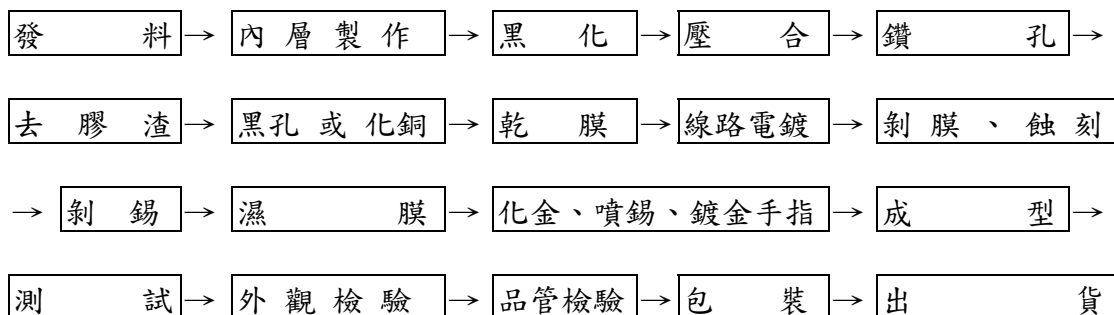 發料→內層製作→黑化→壓合→鑽孔→
去膠渣→黑孔或化銅→乾膜→線路電鍍→剝膜、蝕刻
→剝錫→濕膜→化金、噴錫、鍍金手指→成型→
測試→外觀檢驗→品管檢驗→包裝→出貨